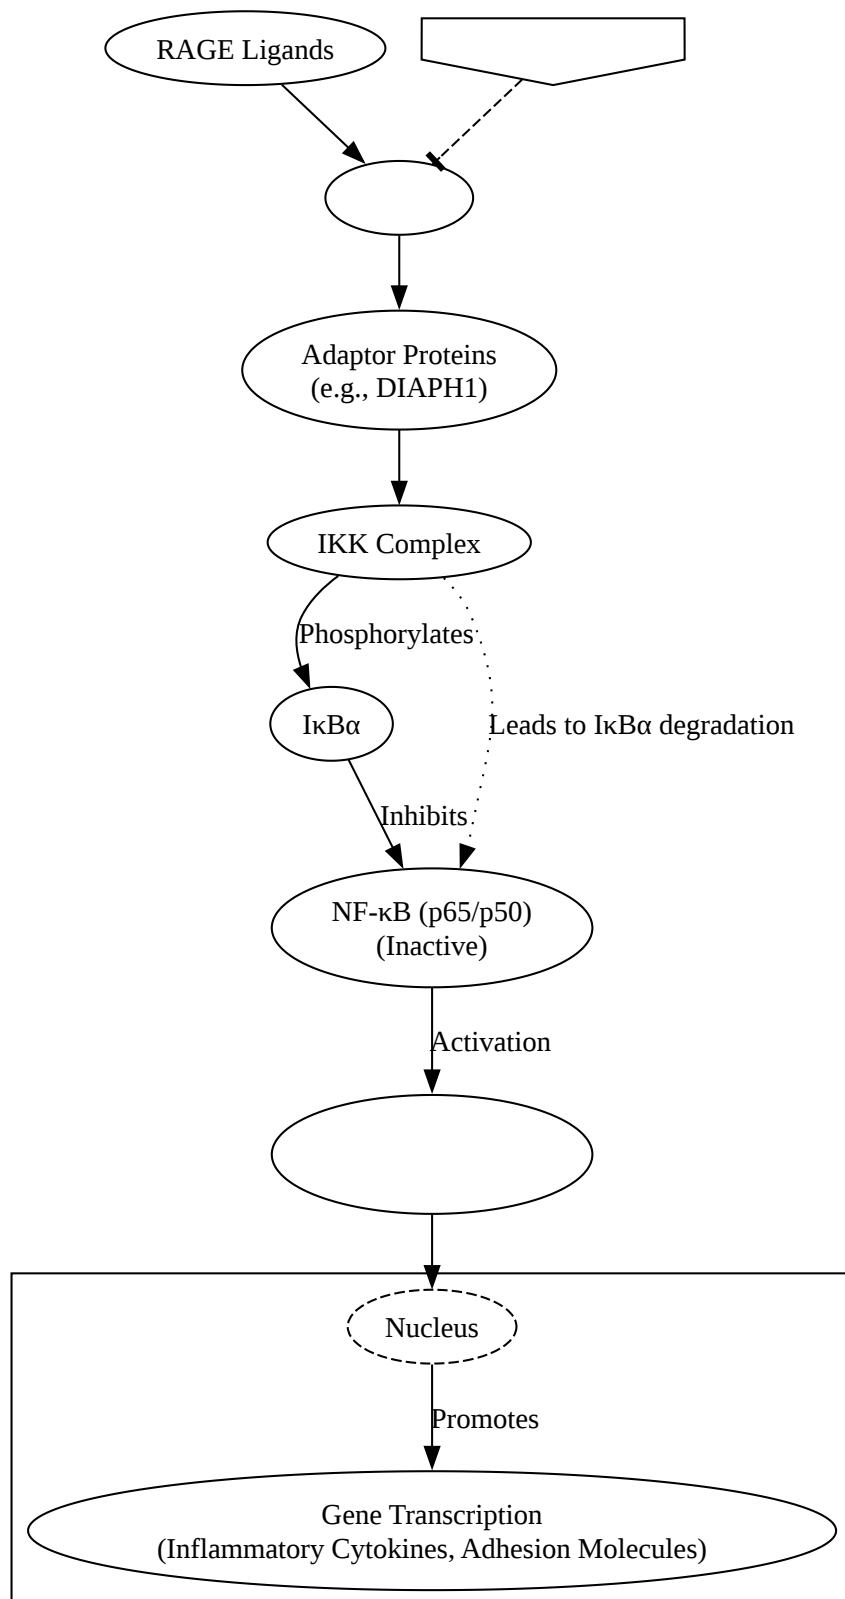 RAGE Ligands
Adaptor Proteins
(e.g., DIAPH1)
IKK Complex
Phosphorylates
IκBα
Leads to IκBα degradation
Inhibits
NF-κB (p65/p50)
(Inactive)
Activation
Nucleus
Promotes
Gene Transcription
(Inflammatory Cytokines, Adhesion Molecules)